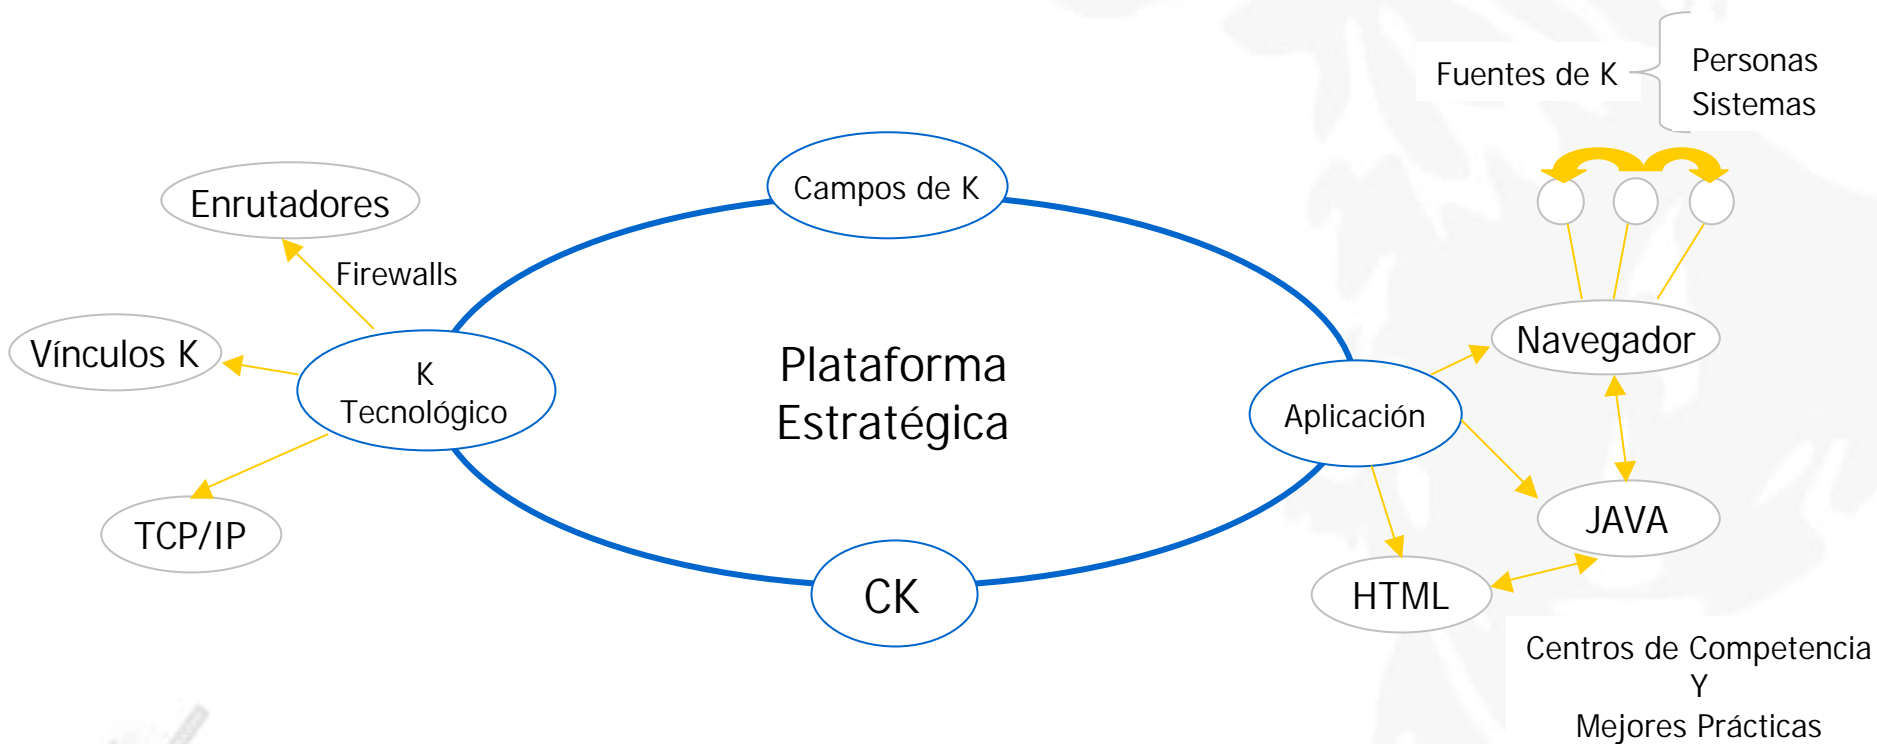 Fuentes de K
Personas
Sistemas
Campos de K
Enrutadores
Firewalls
Vínculos K
K
Tecnológico
TCP/IP
Plataforma
Estratégica
CK
Aplicación
Navegador
JAVA
HTML
Centros de Competencia
Y
Mejores Prácticas